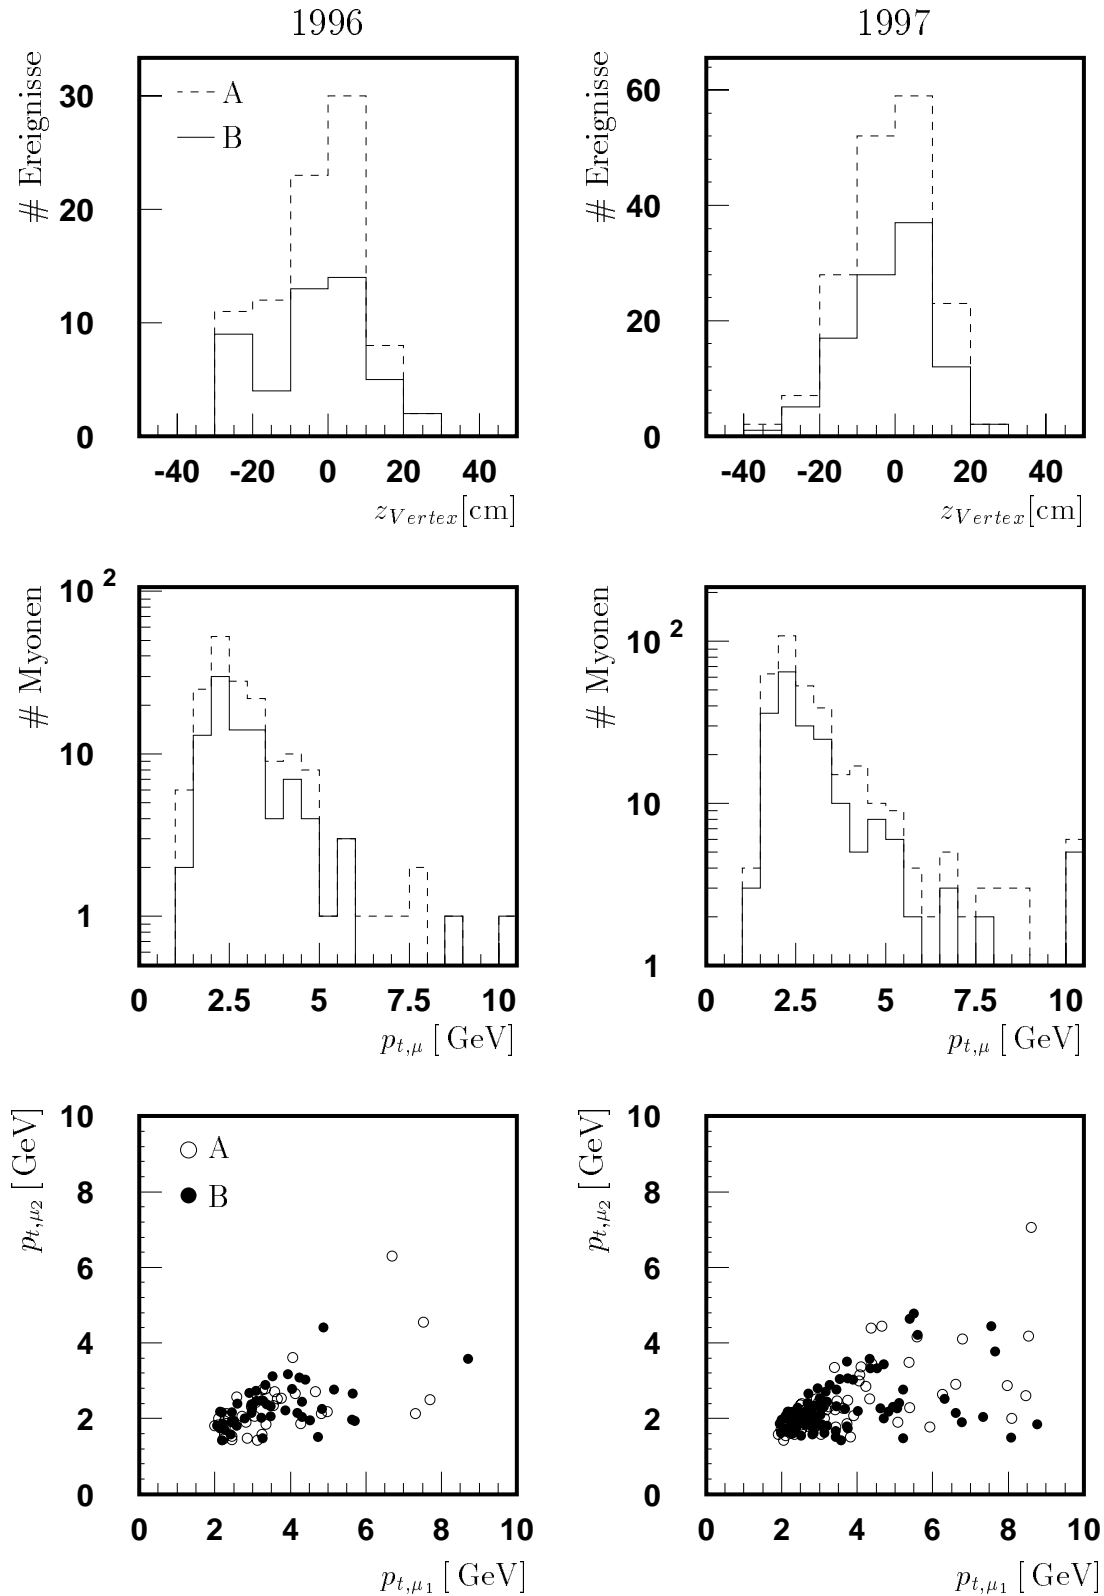 1996
1997
# Ereignisse
30
20
10
0
A
B
-40 -20 0 20 40
z_Vertex[cm]
# Ereignisse
60
40
20
0
-40 -20 0 20 40
z_Vertex[cm]
# Myonen
10 2
10
1
0 2.5 5 7.5 10
p_t,μ [ GeV]
# Myonen
10 2
10
1
0 2.5 5 7.5 10
p_t,μ [ GeV]
p_t,μ2 [GeV]
10
8
6
4
2
0
A
B
0 2 4 6 8 10
p_t,μ1 [ GeV]
p_t,μ2 [GeV]
10
8
6
4
2
0
0 2 4 6 8 10
p_t,μ1 [ GeV]